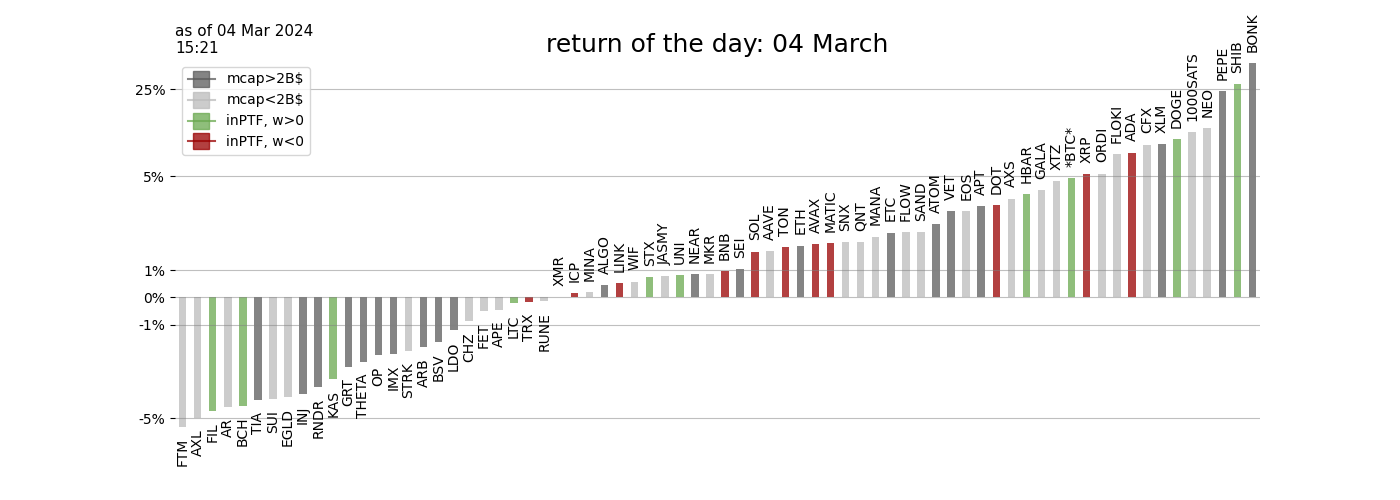 as of 04 Mar 2024
15:21
return of the day: 04 March
mcap>2B$
mcap<2B$
inPTF, w>0
inPTF, w<0
25%
5%
1%
0%
-1%
-5%
FTM
AXL
FIL
AR
BCH
TIA
SUI
EGLD
INJ
RNDR
KAS
GRT
THETA
OP
IMX
STRK
ARB
BSV
LDO
CHZ
FET
APE
LTC
TRX
RUNE
XMR
ICP
MINA
ALGO
LINK
WIF
STX
JASMY
UNI
NEAR
MKR
BNB
SEI
SOL
AAVE
TON
ETH
AVAX
MATIC
SNX
QNT
MANA
ETC
FLOW
SAND
ATOM
VET
EOS
APT
DOT
AXS
HBAR
GALA
XTZ
*BTC*
XRP
ORDI
FLOKI
ADA
CFX
XLM
DOGE
1000SATS
NEO
PEPE
SHIB
BONK